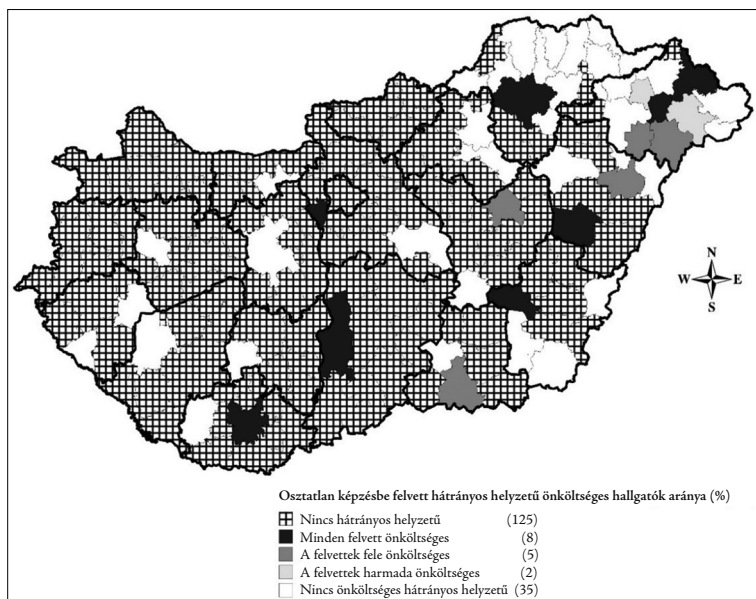 N
W E
S
Osztatlan képzésbe felvett hátrányos helyzetű önköltséges hallgatók aránya (%)
Nincs hátrányos helyzetű (125)
Minden felvett önköltséges (8)
A felvettek fele önköltséges (5)
A felvettek harmada önköltséges (2)
Nincs önköltséges hátrányos helyzetű (35)